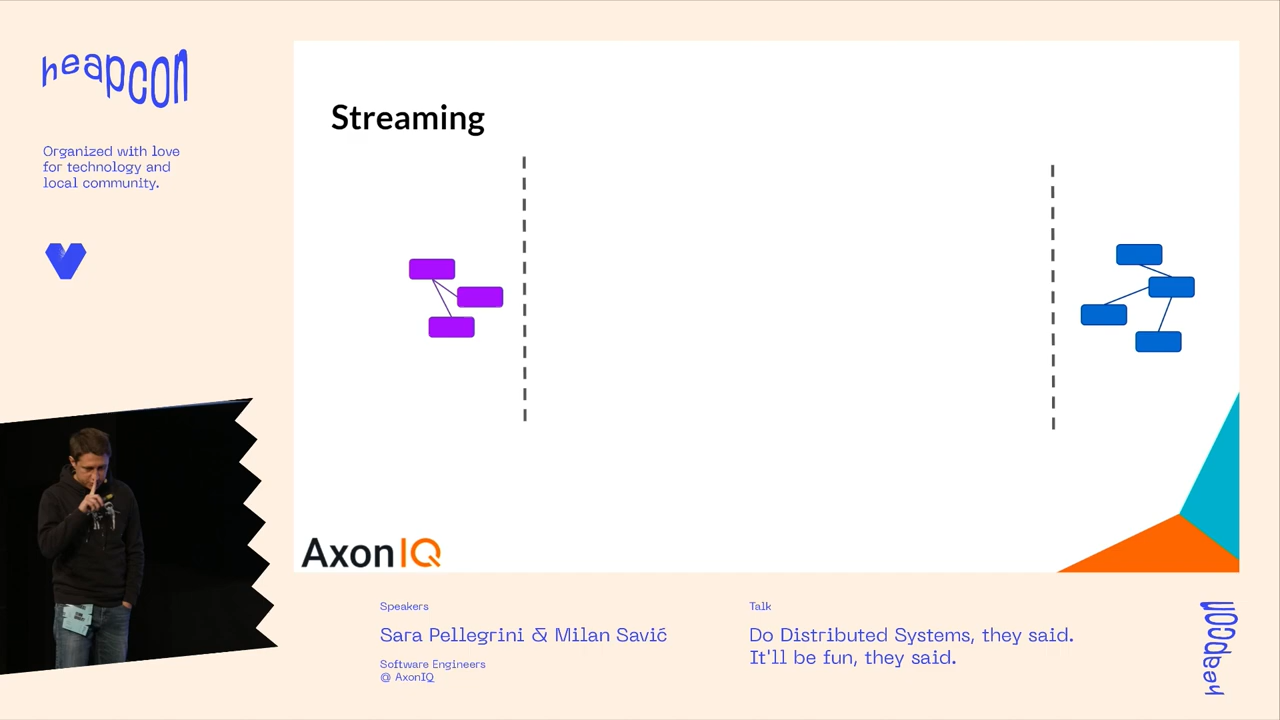 heapcon
Organized with love
for technology and
local community.
Streaming
AxonIQ
Speakers
Sara Pellegrini & Milan Savić
Software Engineers
@ AxonIQ
Talk
Do Distributed Systems, they said.
It'll be fun, they said.
heapcon